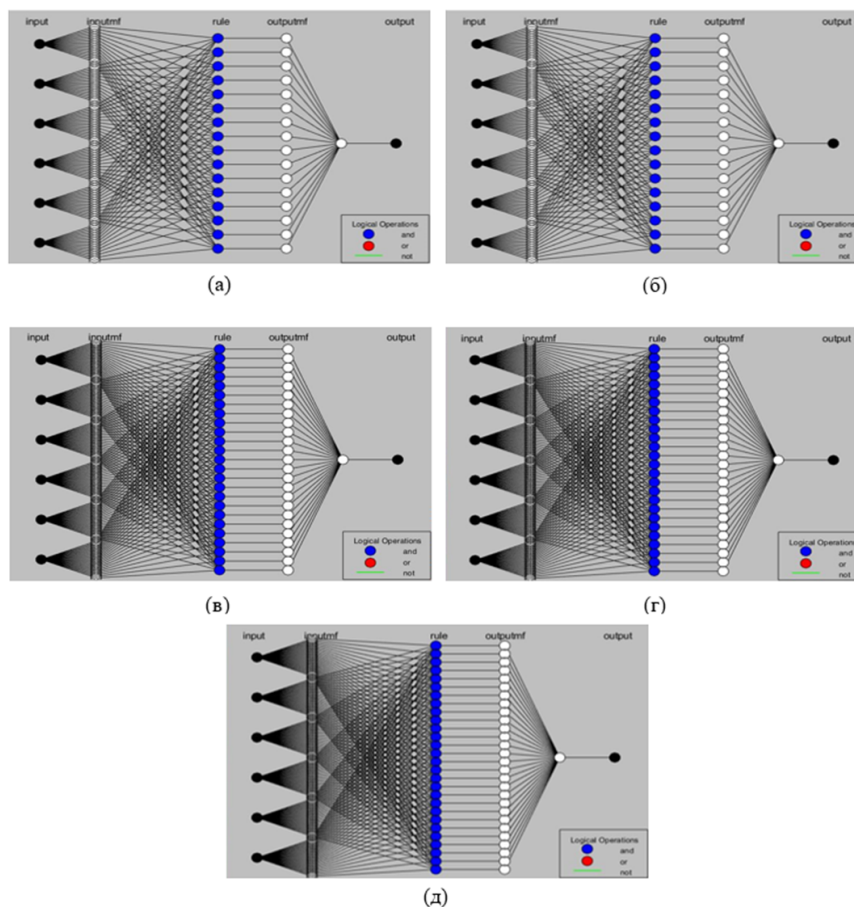 input inputmf rule outputmf output
Logical Operations
and
or
not
(а)
input inputmf rule outputmf output
Logical Operations
and
or
not
(б)
input inputmf rule outputmf output
Logical Operations
and
or
not
(в)
input inputmf rule outputmf output
Logical Operations
and
or
not
(г)
input inputmf rule outputmf output
Logical Operations
and
or
not
(д)